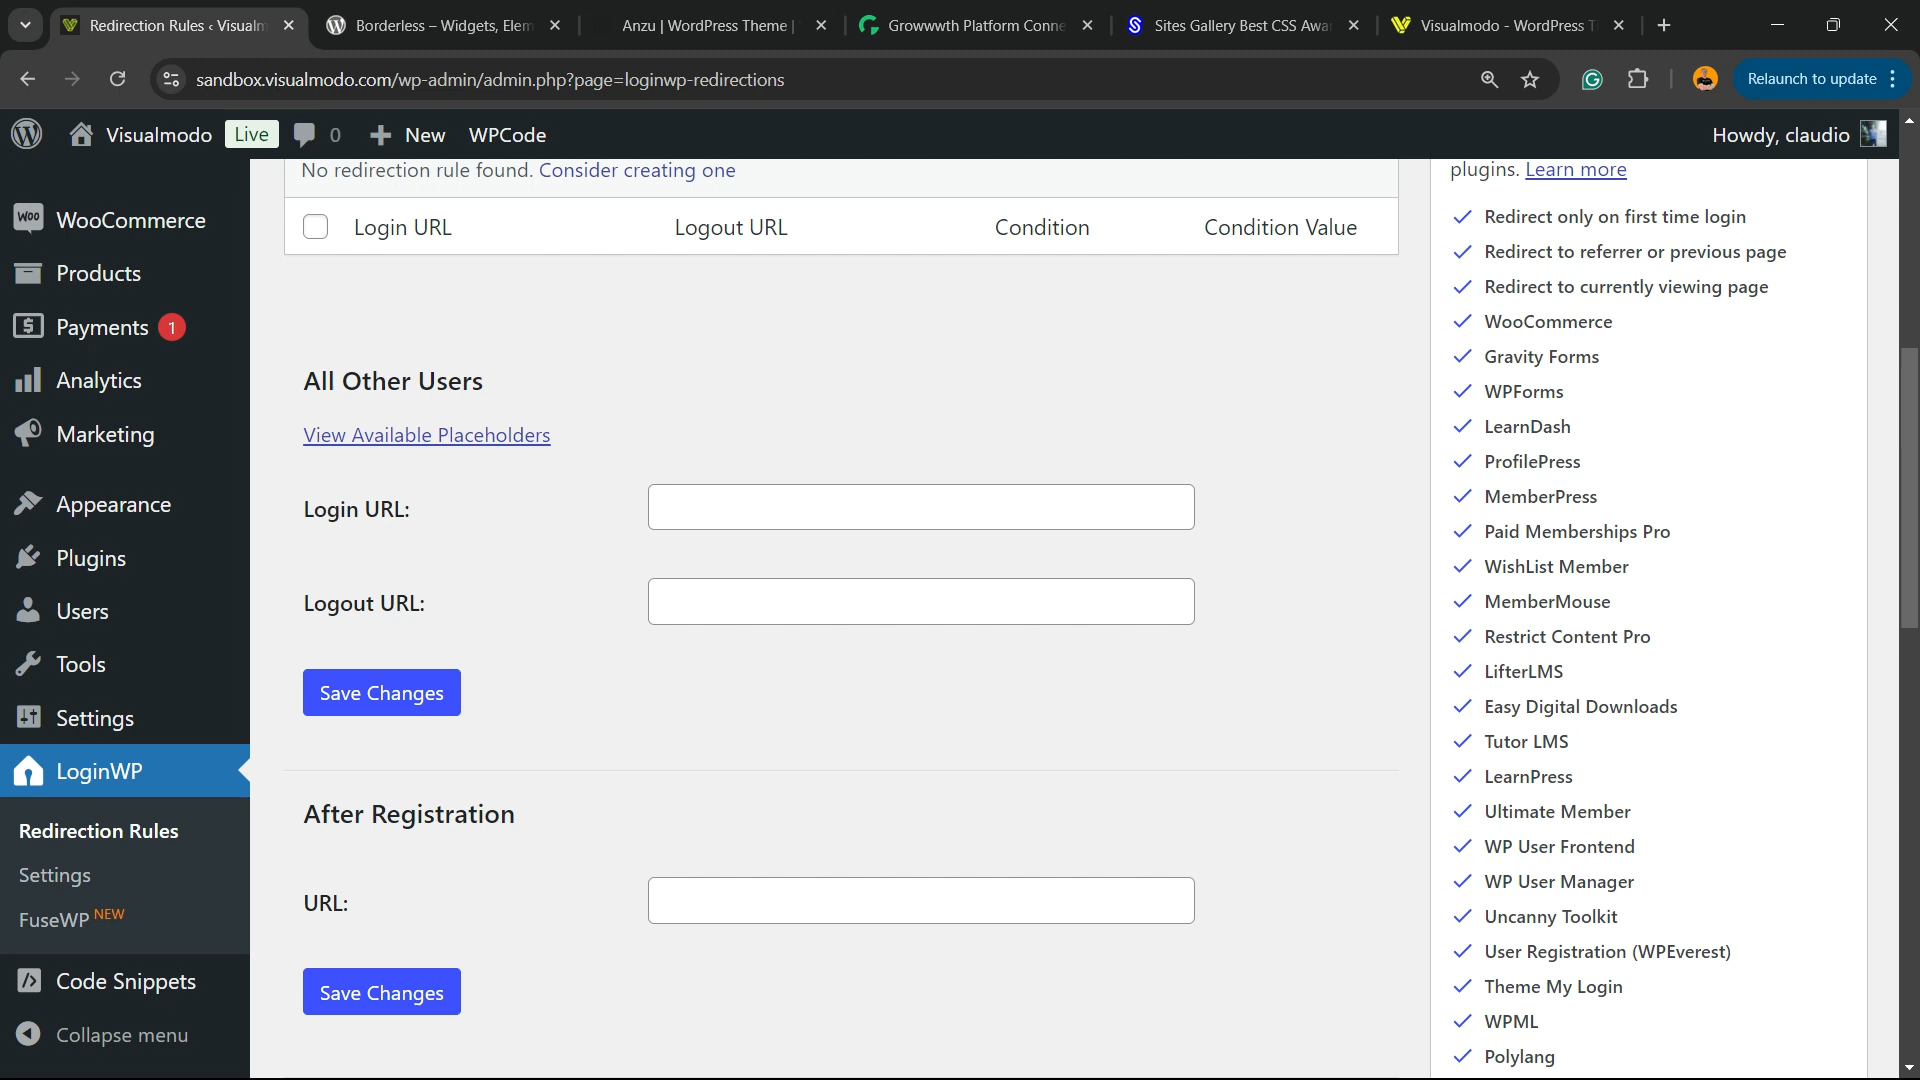 Redirection Rules ‹ Visualm
Borderless – Widgets, Elem
Anzu | WordPress Theme |
Growwwth Platform Conne
Sites Gallery Best CSS Awa
Visualmodo - WordPress T
sandbox.visualmodo.com/wp-admin/admin.php?page=loginwp-redirections
Relaunch to update
Visualmodo
Live
0
New
WPCode
Howdy, claudio
WooCommerce
Products
Payments 1
Analytics
Marketing
Appearance
Plugins
Users
Tools
Settings
LoginWP
Redirection Rules
Settings
FuseWP NEW
Code Snippets
Collapse menu
No redirection rule found. Consider creating one
Login URL
Logout URL
Condition
Condition Value
All Other Users
View Available Placeholders
Login URL:
Logout URL:
Save Changes
After Registration
URL:
Save Changes
plugins. Learn more
Redirect only on first time login
Redirect to referrer or previous page
Redirect to currently viewing page
WooCommerce
Gravity Forms
WPForms
LearnDash
ProfilePress
MemberPress
Paid Memberships Pro
WishList Member
MemberMouse
Restrict Content Pro
LifterLMS
Easy Digital Downloads
Tutor LMS
LearnPress
Ultimate Member
WP User Frontend
WP User Manager
Uncanny Toolkit
User Registration (WPEverest)
Theme My Login
WPML
Polylang